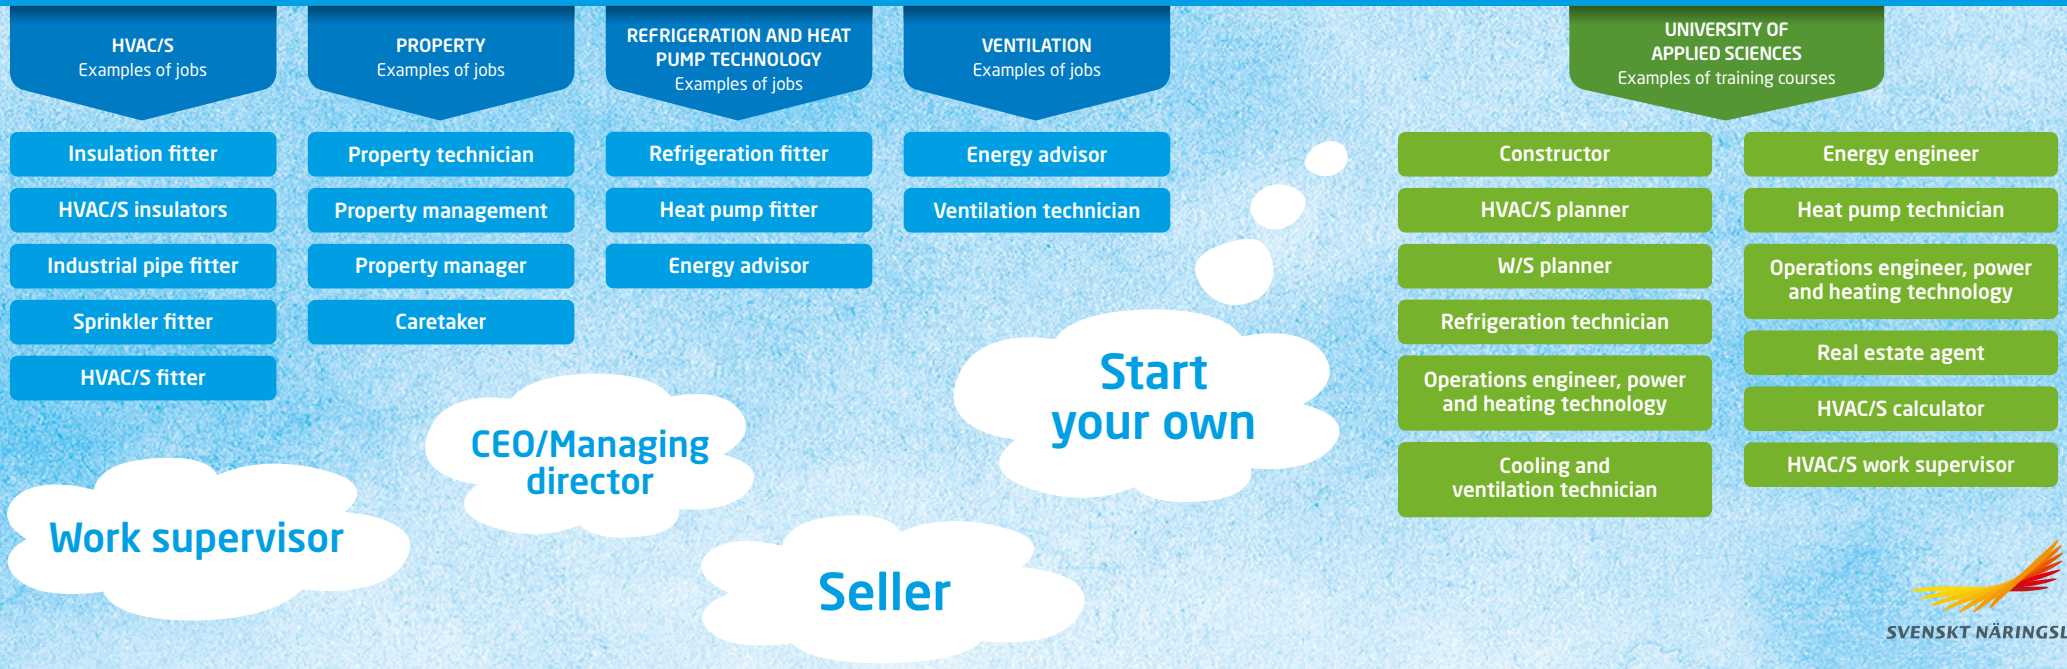 HVAC/S
Examples of jobs
Insulation fitter
HVAC/S insulators
Industrial pipe fitter
Sprinkler fitter
HVAC/S fitter
PROPERTY
Examples of jobs
Property technician
Property management
Property manager
Caretaker
REFRIGERATION AND HEAT
PUMP TECHNOLOGY
Examples of jobs
Refrigeration fitter
Heat pump fitter
Energy advisor
VENTILATION
Examples of jobs
Energy advisor
Ventilation technician
Work supervisor
CEO/Managing
director
Seller
Start
your own
UNIVERSITY OF
APPLIED SCIENCES
Examples of training courses
Constructor
HVAC/S planner
W/S planner
Refrigeration technician
Operations engineer, power
and heating technology
Cooling and
ventilation technician
Energy engineer
Heat pump technician
Operations engineer, power
and heating technology
Real estate agent
HVAC/S calculator
HVAC/S work supervisor
SVENSKT